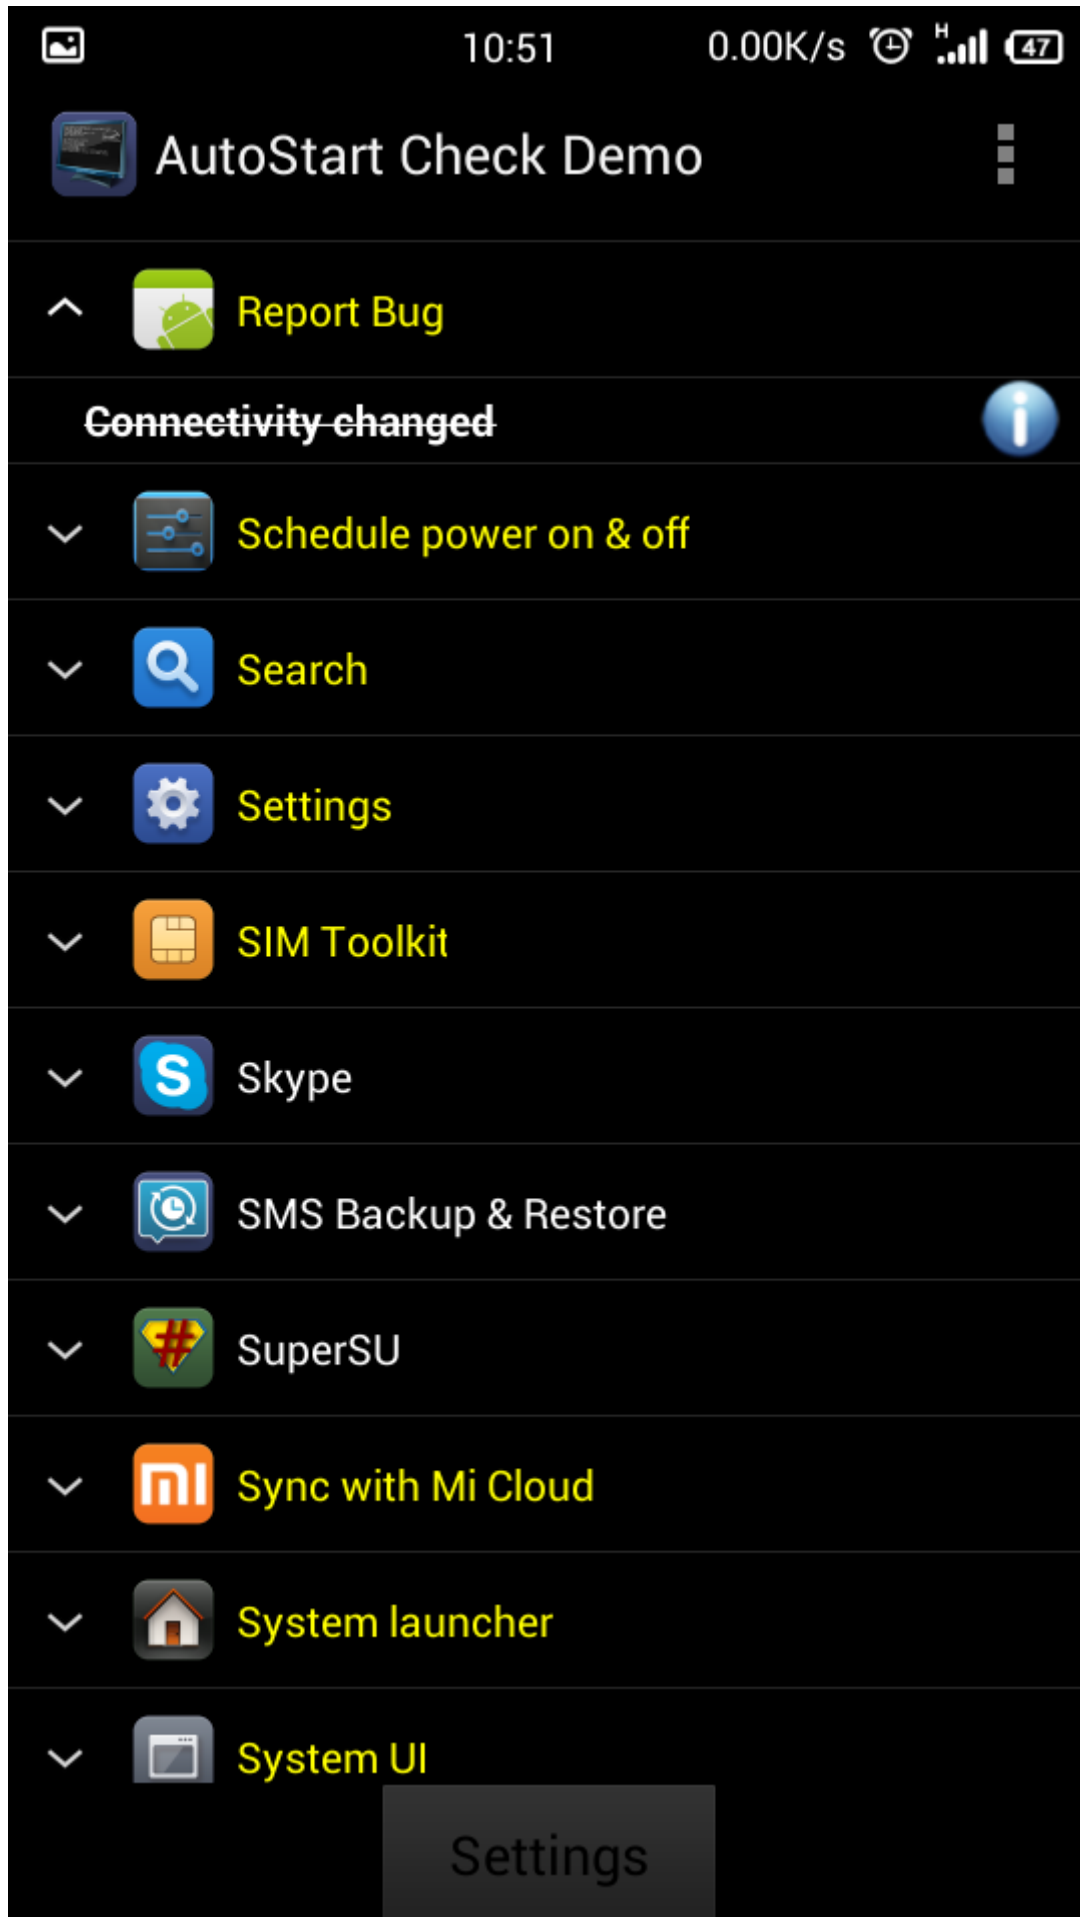 10:51 0.00K/s H 47
AutoStart Check Demo
Report Bug
Connectivity changed
Schedule power on & off
Search
Settings
SIM Toolkit
Skype
SMS Backup & Restore
SuperSU
Sync with Mi Cloud
System launcher
System UI
Settings